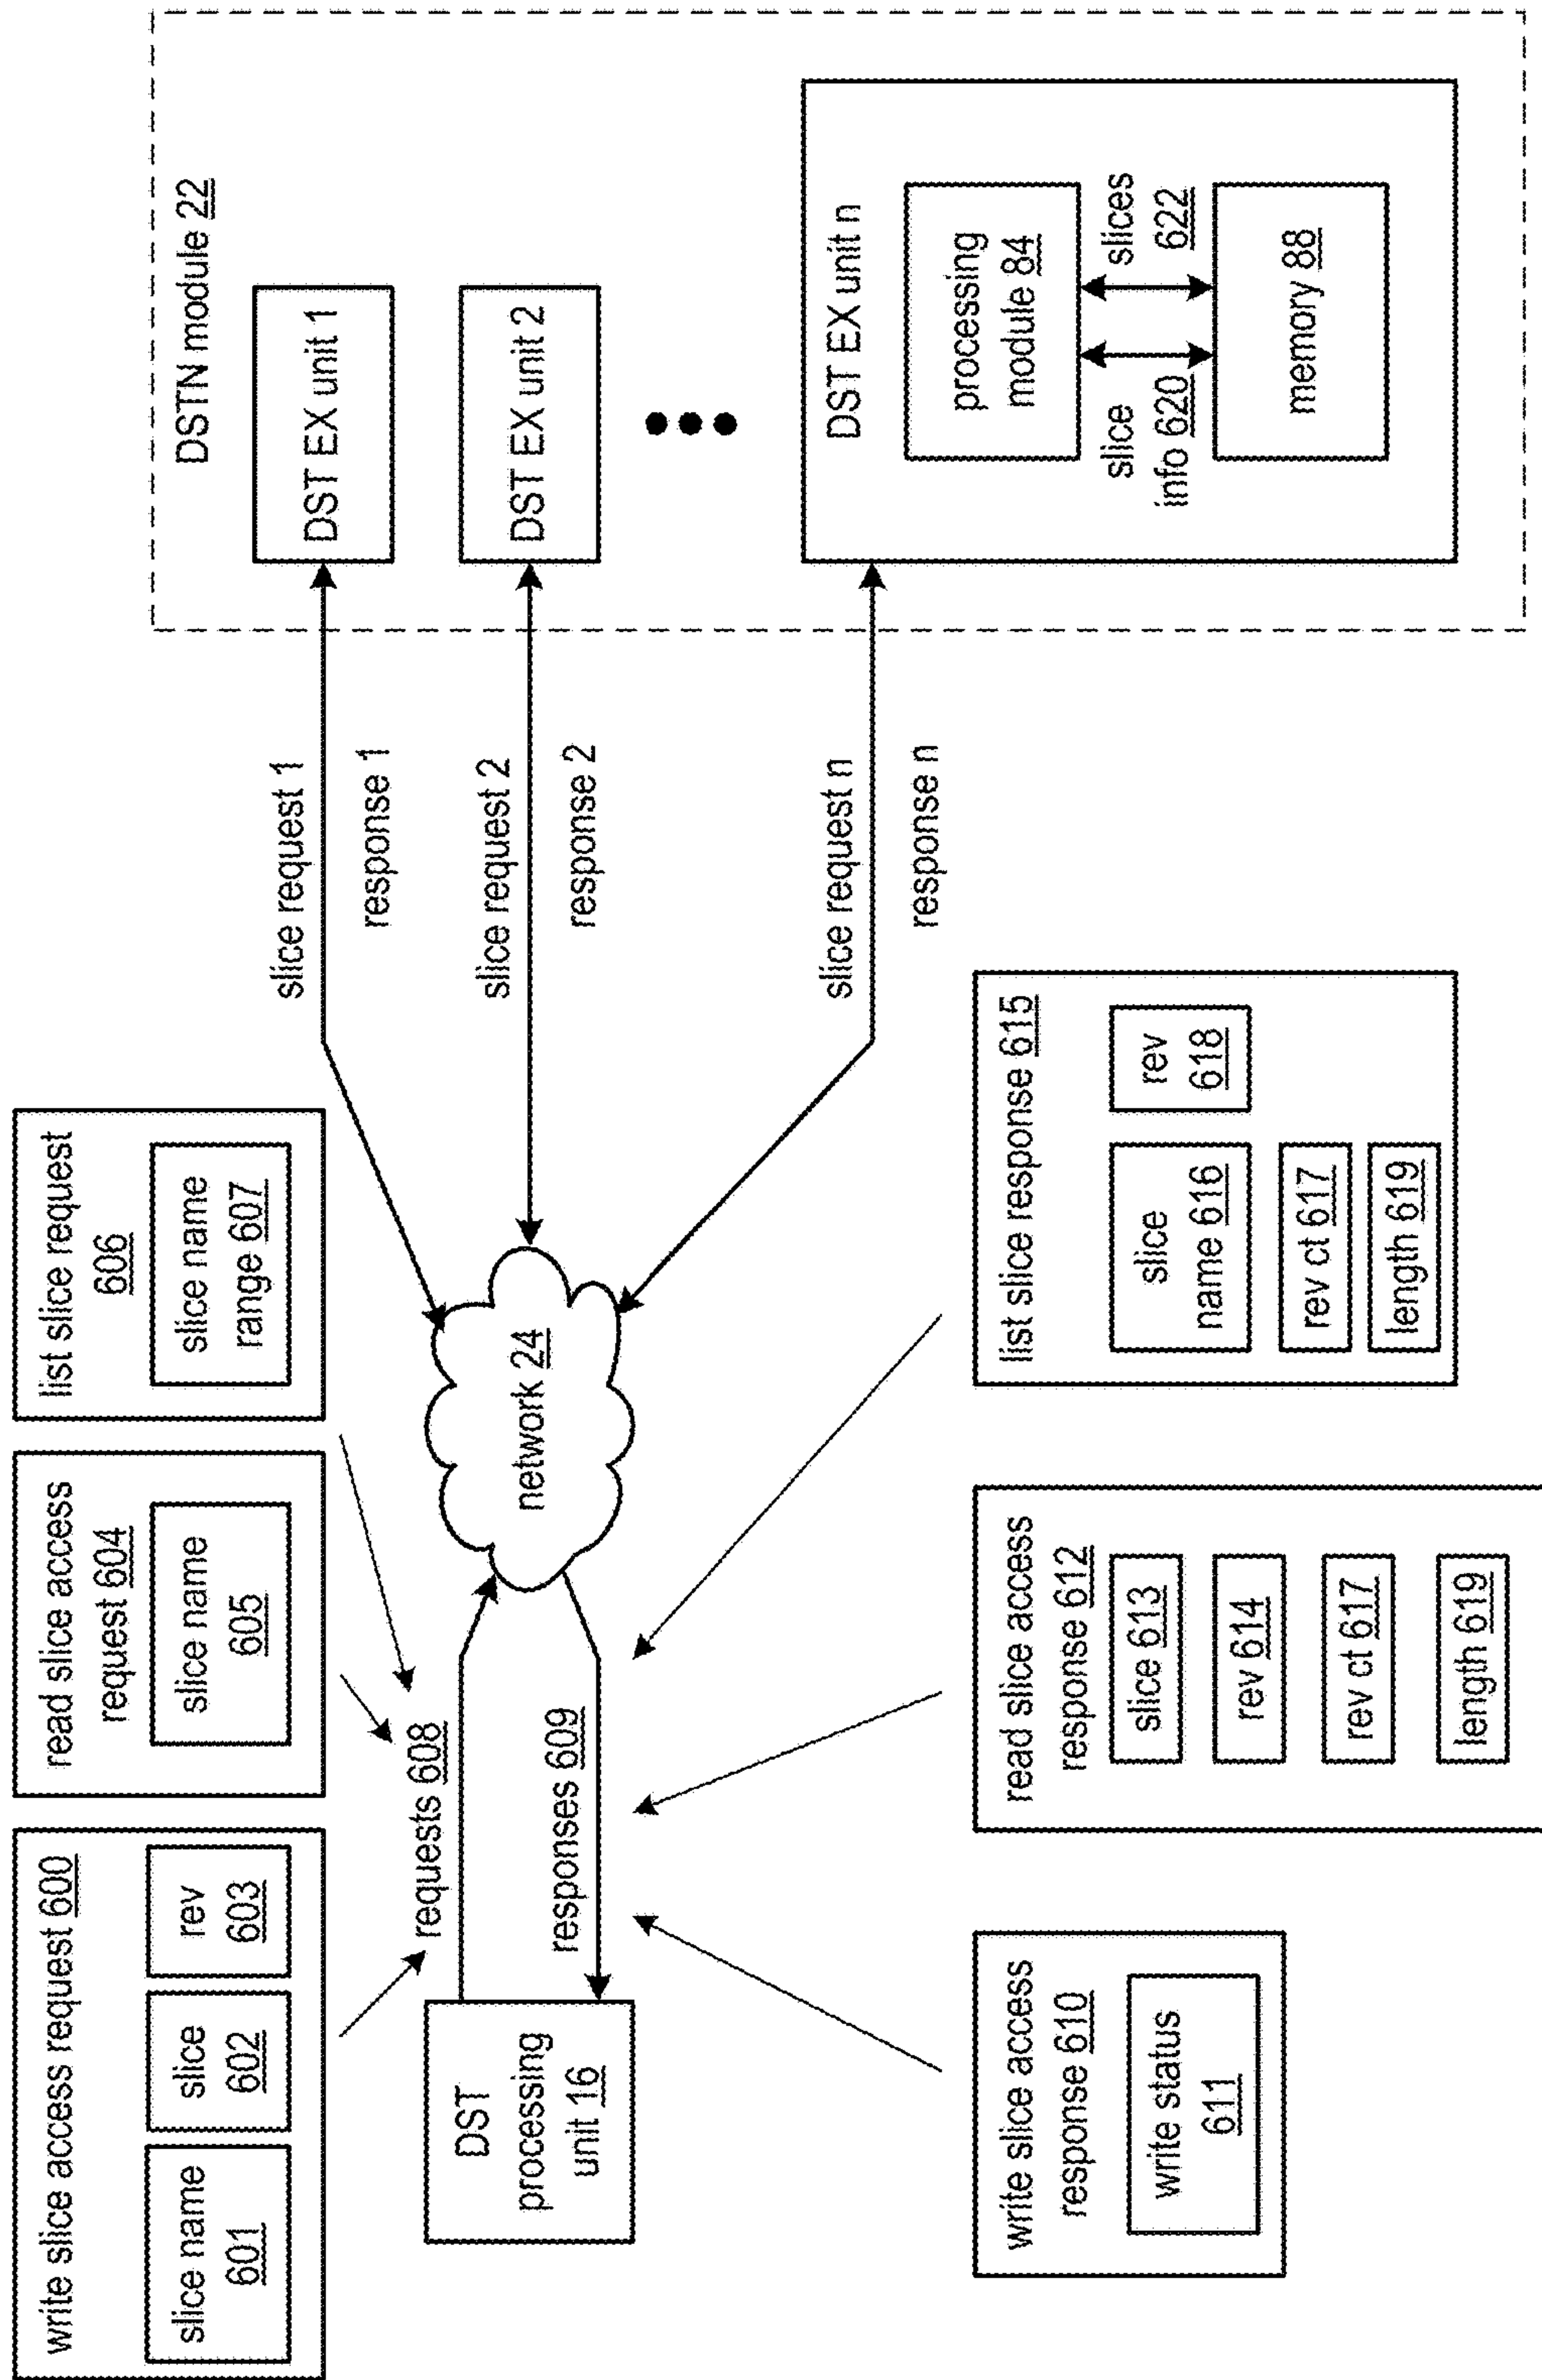 write slice access request 600
slice name
601
slice
602
rev
603
read slice access
request 604
slice name
605
list slice request
606
slice name
range 607
requests 608
responses 609
DST
processing
unit 16
network 24
slice request 1
response 1
slice request 2
response 2
slice request n
response n
DSTN module 22
DST EX unit 1
DST EX unit 2
DST EX unit n
processing
module 84
slice
info 620
slices
622
memory 88
write slice access
response 610
write status
611
read slice access
response 612
slice 613
rev 614
rev ct 617
length 619
list slice response 615
slice
name 616
rev
618
rev ct 617
length 619